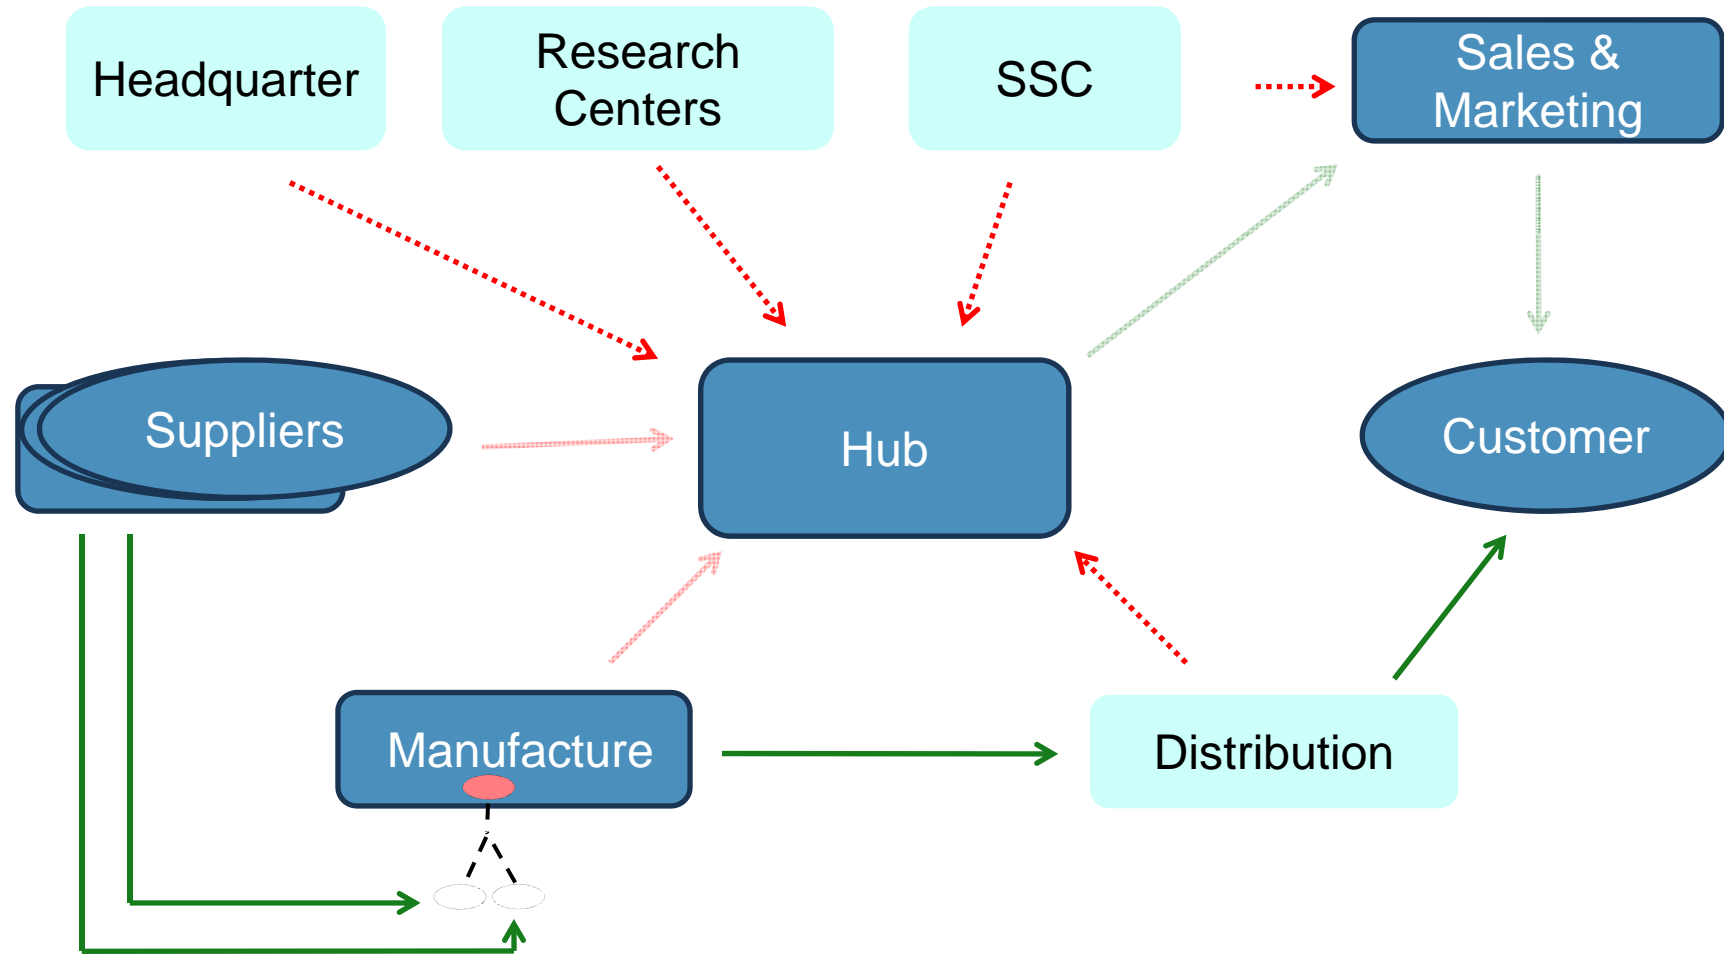 Headquarter
Research
Centers
SSC
Sales &
Marketing
Suppliers
Hub
Customer
Manufacture
Distribution